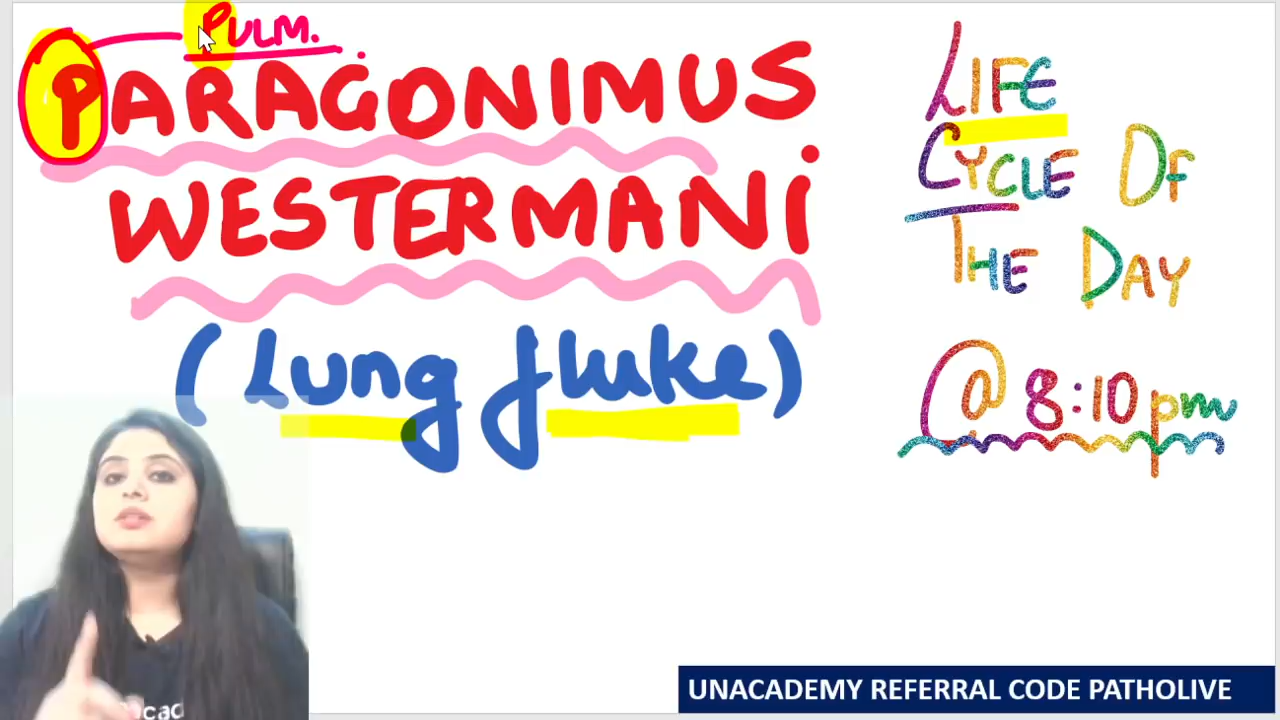 PULM.
PARAGONIMUS
WESTERMANI
(Lung fluke)
LIFE
CYCLE OF
THE DAY
@ 8:10 pm
UNACADEMY REFERRAL CODE PATHOLIVE